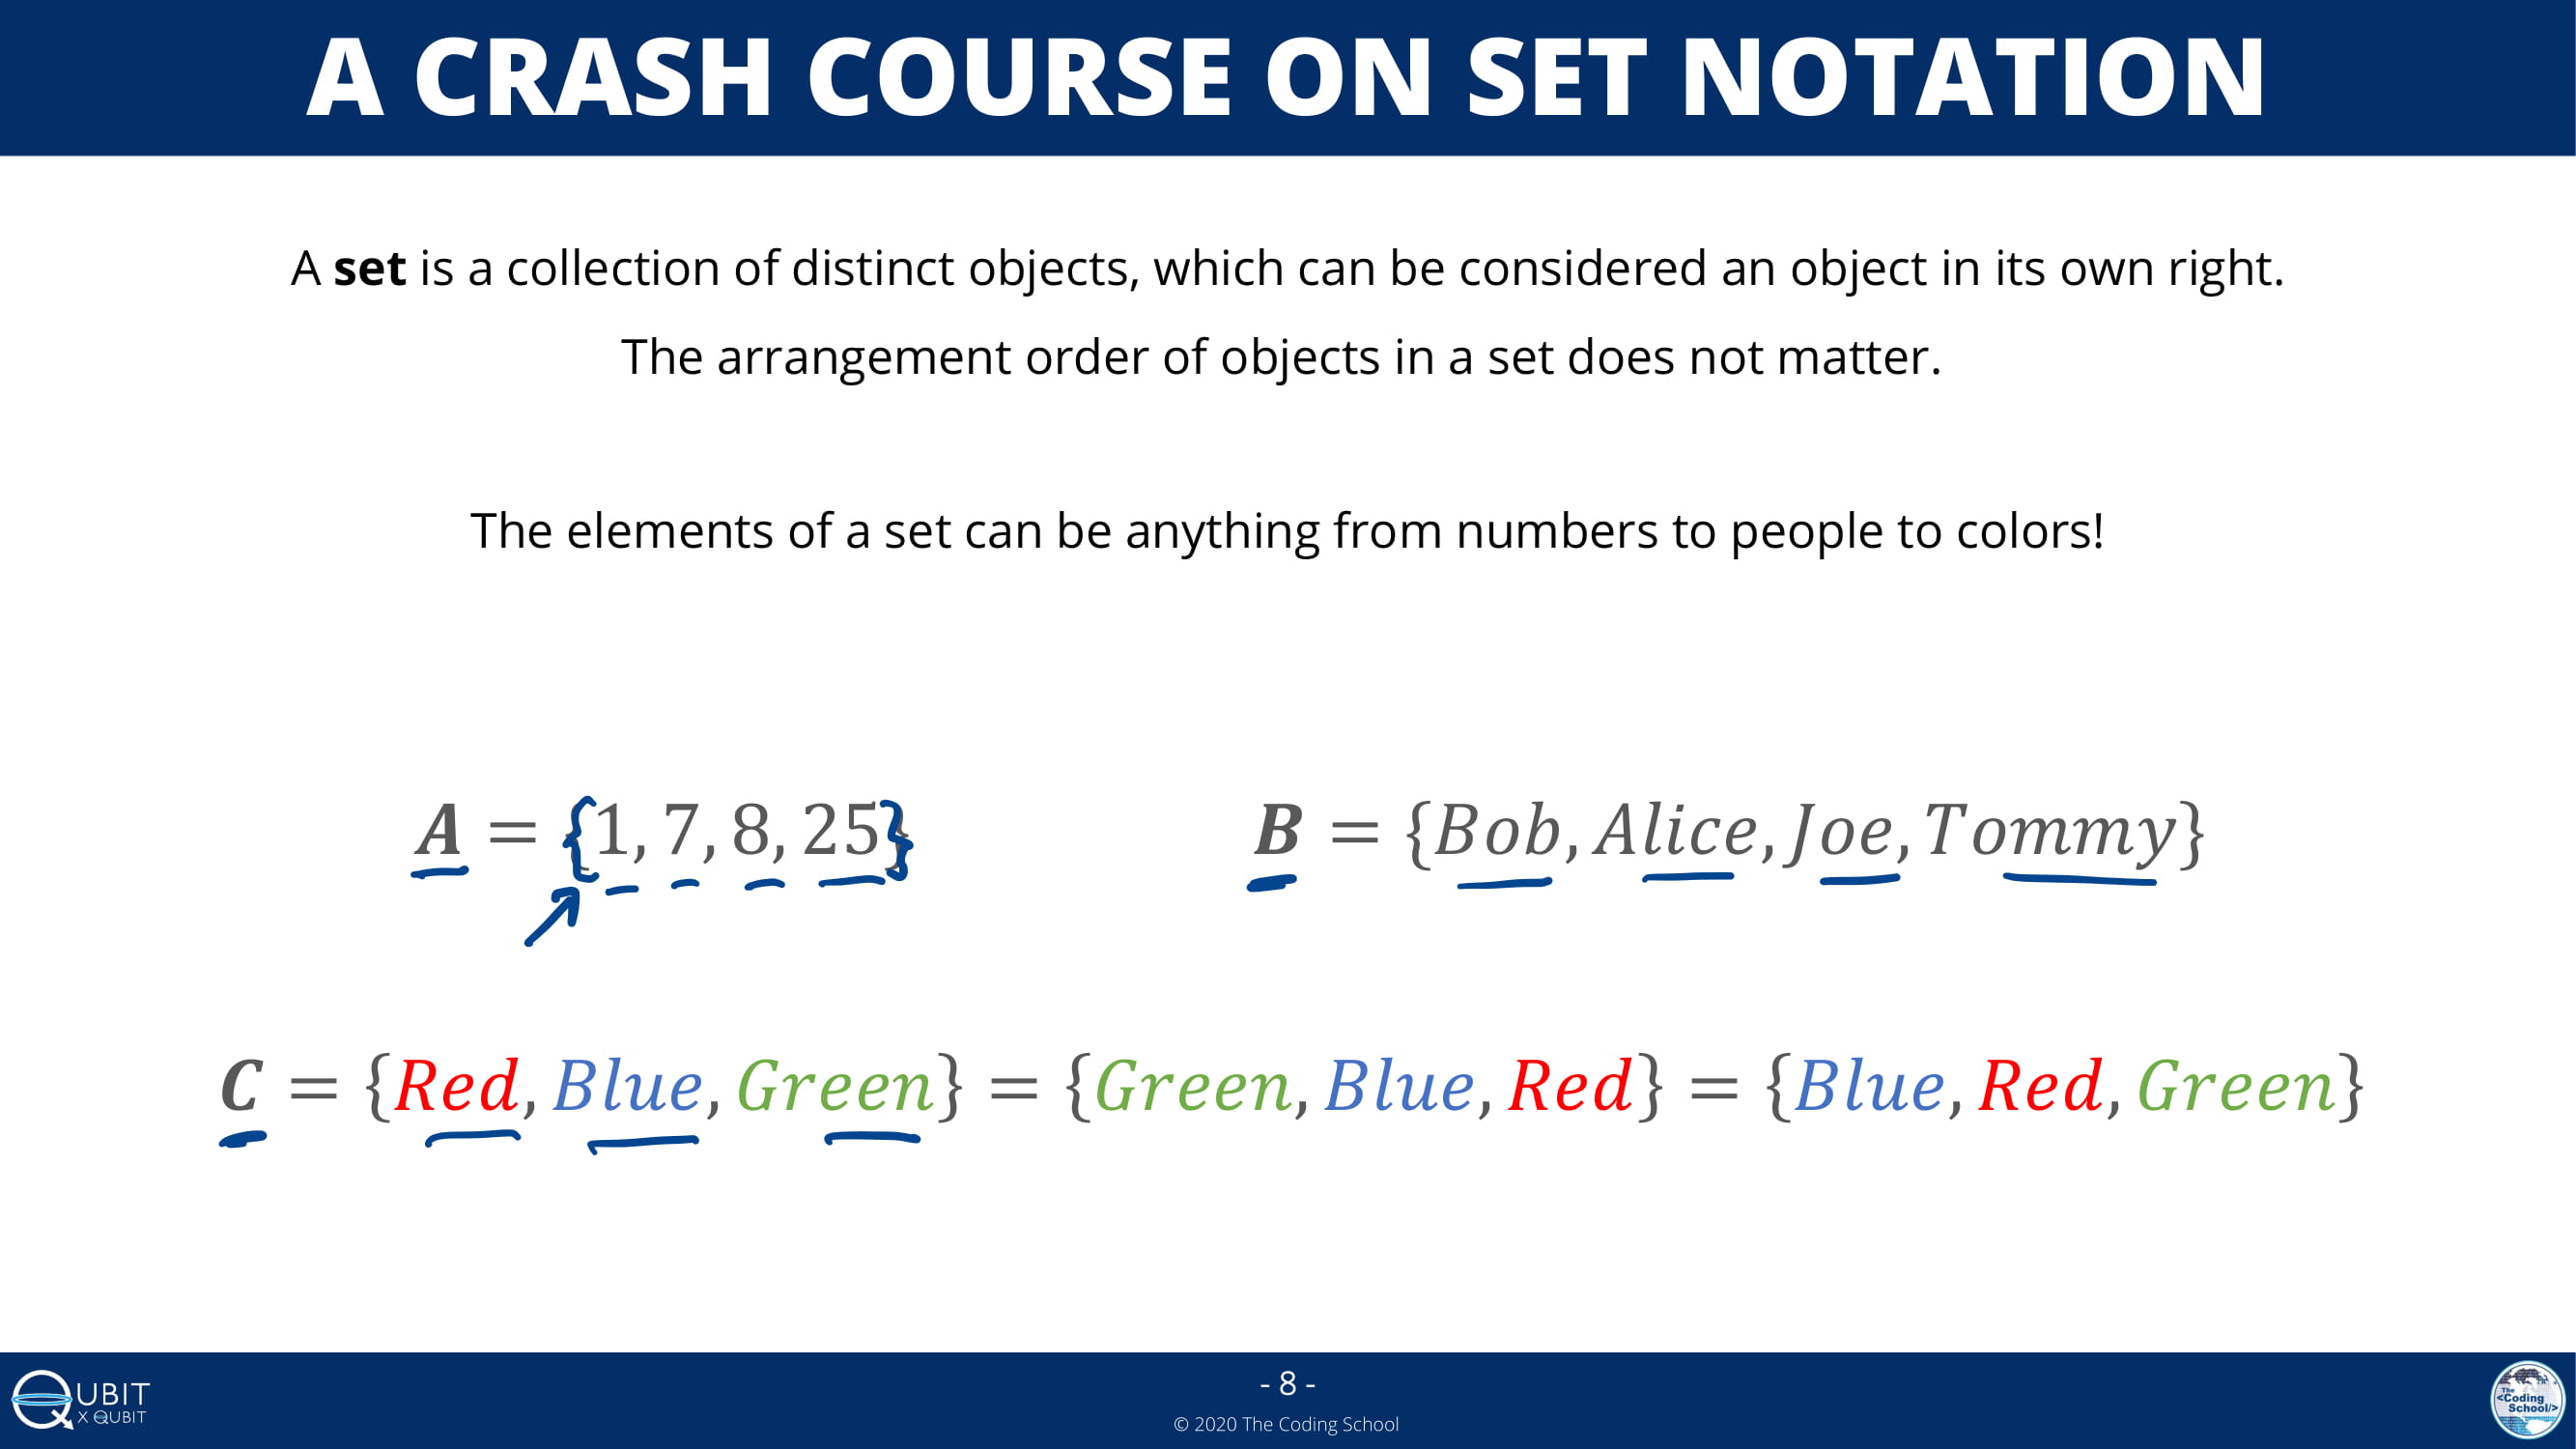 A CRASH COURSE ON SET NOTATION
A set is a collection of distinct objects, which can be considered an object in its own right.
The arrangement order of objects in a set does not matter.
The elements of a set can be anything from numbers to people to colors!
A = {1, 7, 8, 25}
B = {Bob, Alice, Joe, Tommy}
C = {Red, Blue, Green} = {Green, Blue, Red} = {Blue, Red, Green}
QUBIT
X QUBIT
- 8 -
© 2020 The Coding School
The
<Coding
School/>